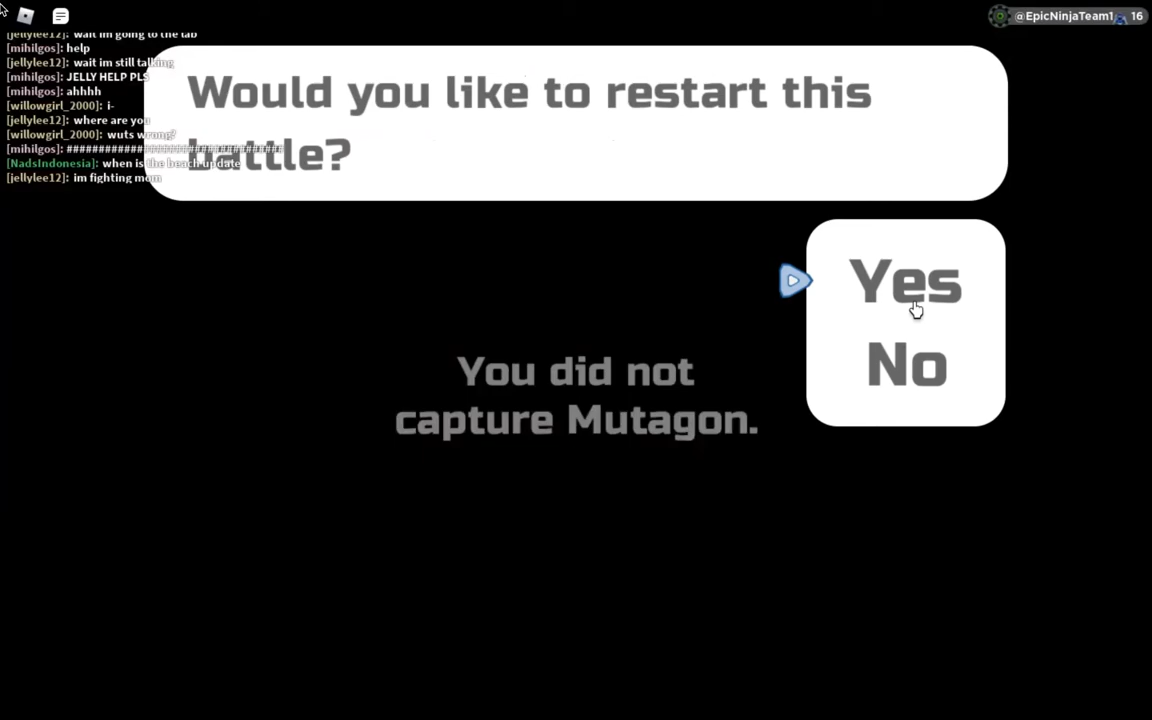 @EpicNinjaTeam1 16
[jellylee12]: wait im going to the lab
[mihilgos]: help
[jellylee12]: wait im still talking
[mihilgos]: JELLY HELP PLS
[mihilgos]: ahhhh
[willowgirl_2000]: i-
[jellylee12]: where are you
[willowgirl_2000]: wuts wrong?
[mihilgos]: ##################################
[NadsIndonesia]: when is the beach update
[jellylee12]: im fighting mom
Would you like to restart this
battle?
Yes
No
You did not
capture Mutagon.